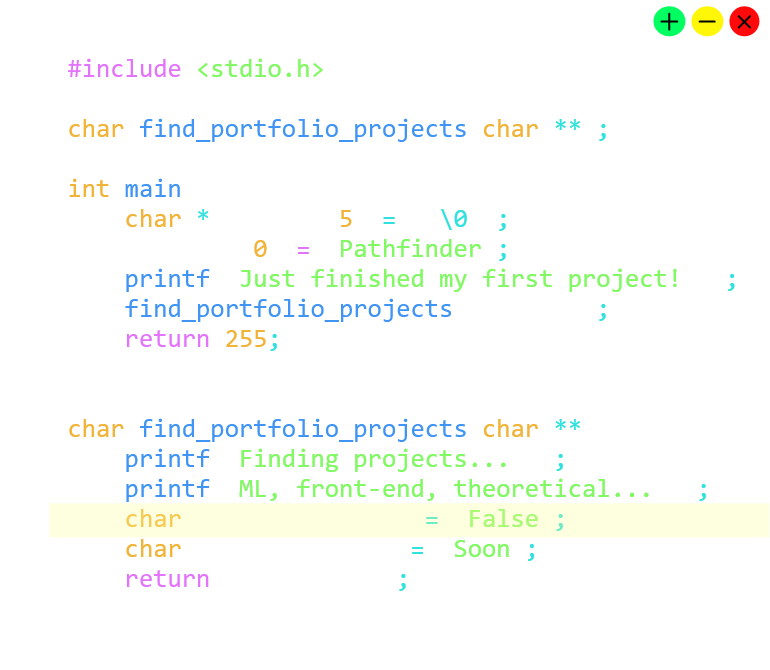 #include <stdio.h>
char find_portfolio_projects char ** ;
int main
char * 5 = \0 ;
0 = Pathfinder ;
printf Just finished my first project! ;
find_portfolio_projects ;
return 255;
char find_portfolio_projects char **
printf Finding projects... ;
printf ML, front-end, theoretical... ;
char = False ;
char = Soon ;
return ;